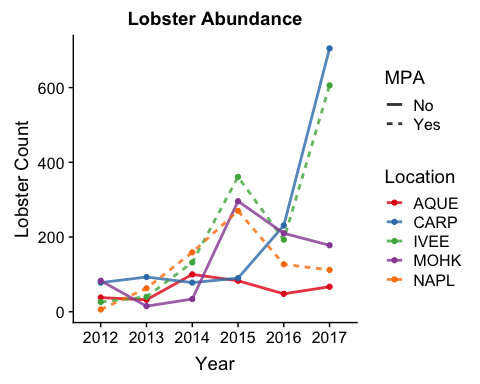 Lobster Abundance
Lobster Count
600
400
200
0
2012 2013 2014 2015 2016 2017
Year
MPA
No
Yes
Location
AQUE
CARP
IVEE
MOHK
NAPL